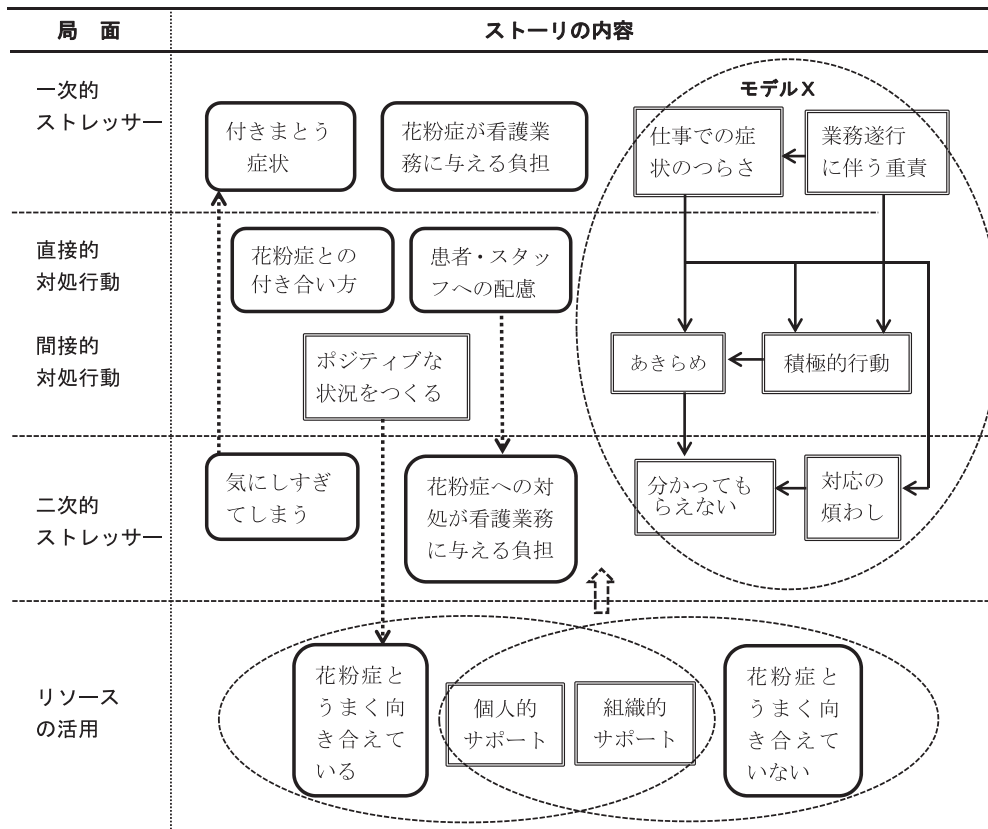 局　面
ストーリの内容
一次的
ストレッサー
付きまとう
症状
花粉症が看護業
務に与える負担
モデルX
仕事での症
状のつらさ
業務遂行
に伴う重責
直接的
対処行動
花粉症との
付き合い方
患者・スタッ
フへの配慮
間接的
対処行動
ポジティブな
状況をつくる
あきらめ
積極的行動
二次的
ストレッサー
気にしすぎ
てしまう
花粉症への対
処が看護業務
に与える負担
分かっても
らえない
対応の
煩わし
リソース
の活用
花粉症と
うまく向
き合えて
いる
個人的
サポート
組織的
サポート
花粉症と
うまく向
き合えて
いない